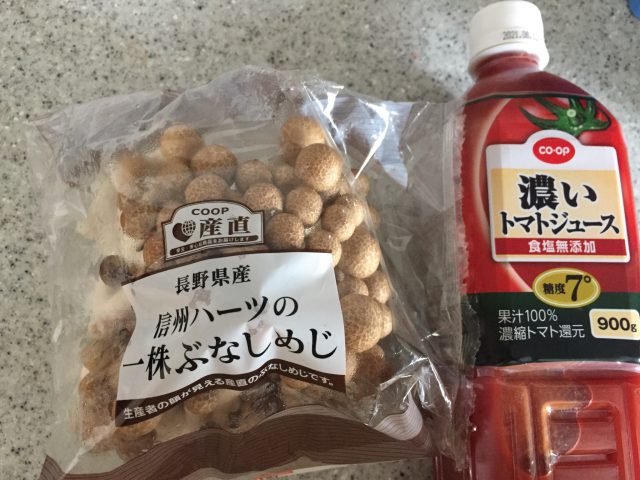 COOP
産直
長野県産
信州ハーツの
一株ぶなしめじ
生産者の顔が見える産直のぶなしめじです。
2021.08.
CO・OP
濃い
トマトジュース
食塩無添加
糖度7°
果汁100%
濃縮トマト還元
900g